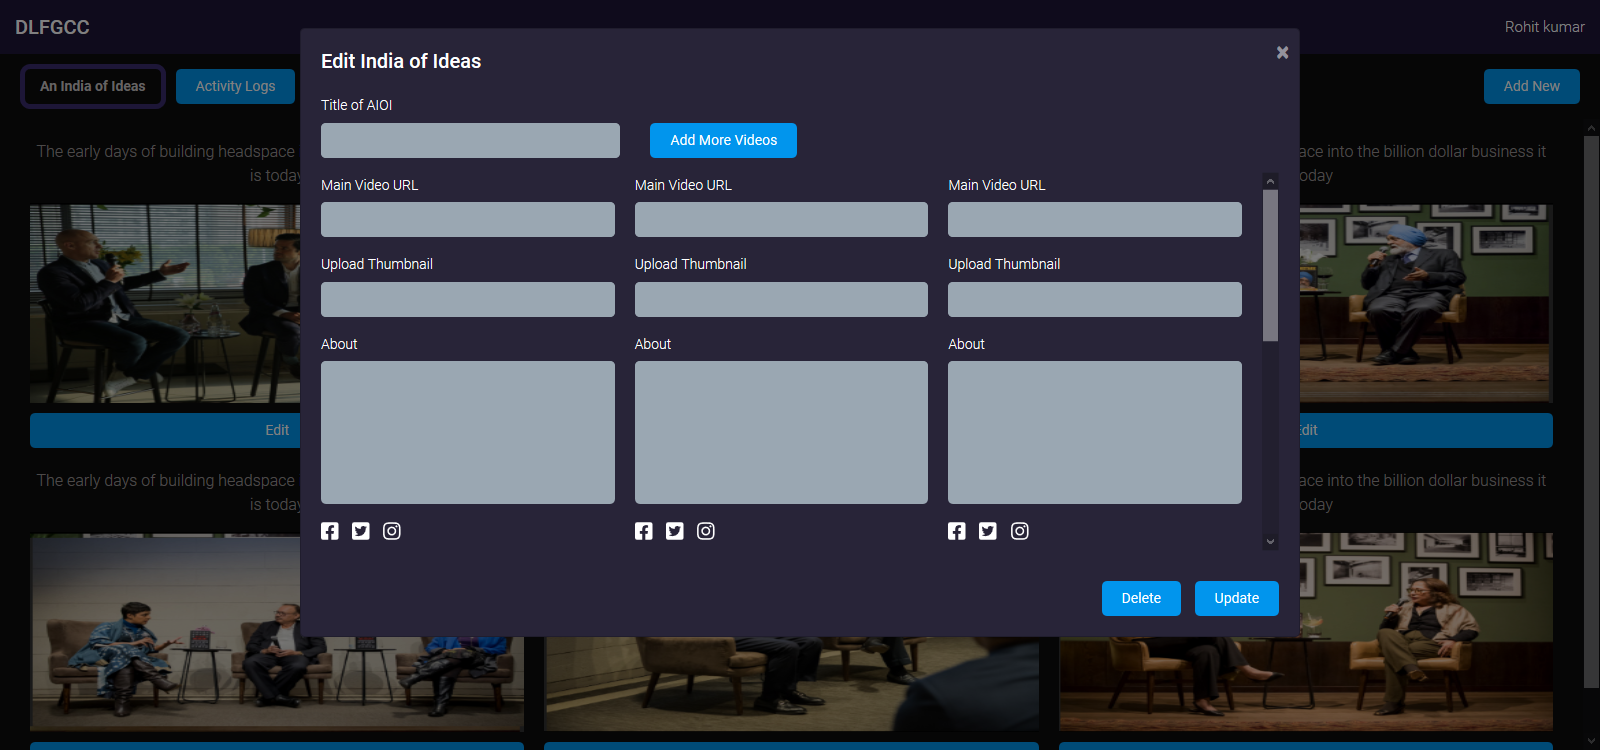 DLFGCC
Rohit kumar
An India of Ideas
Activity Logs
Add New
Edit India of Ideas
×
Title of AIOI
Add More Videos
The early days of building headspace
is today
ace into the billion dollar business it
oday
Main Video URL
Main Video URL
Main Video URL
Upload Thumbnail
Upload Thumbnail
Upload Thumbnail
About
About
About
Edit
Edit
The early days of building headspace
is today
ace into the billion dollar business it
oday
Delete
Update